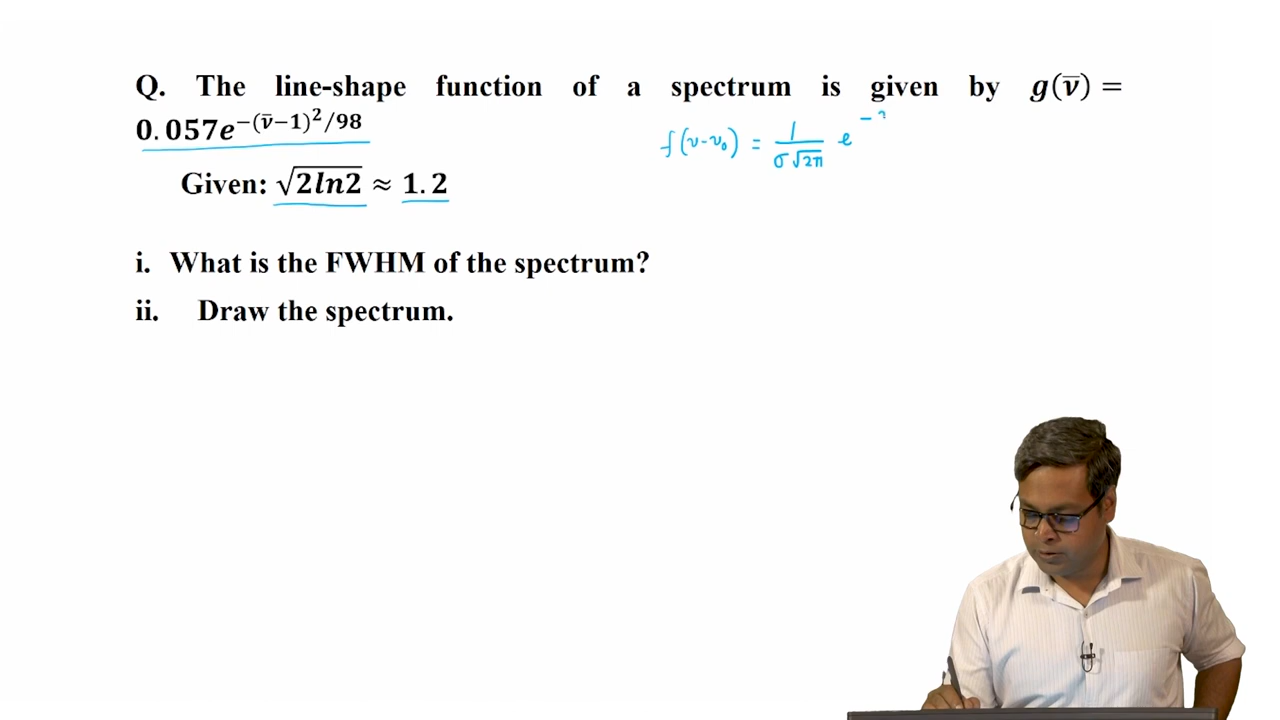 Q. The line-shape function of a spectrum is given by g(ν̅) =
0.057e^{-(ν̅-1)^2/98}
f(ν-ν₀) = 1/(σ√2π) e^{-
Given: √2ln2 ≈ 1.2
i. What is the FWHM of the spectrum?
ii. Draw the spectrum.